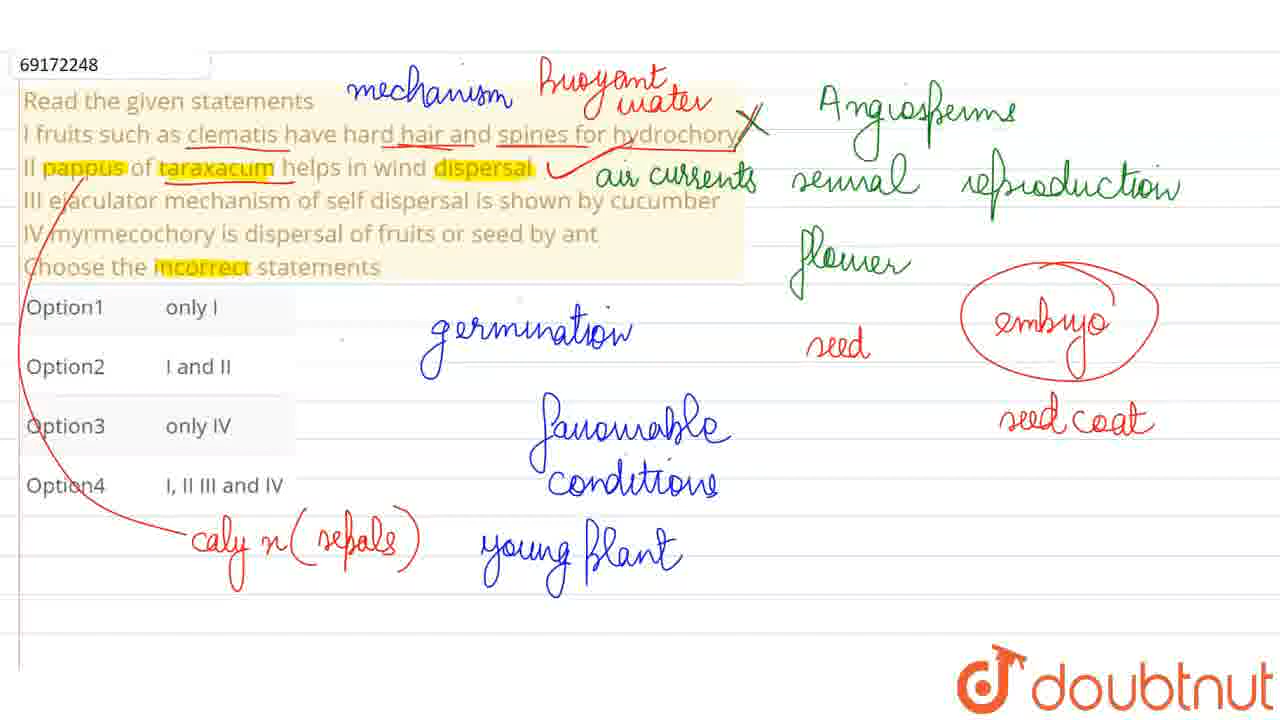 69172248
Read the given statements
I fruits such as clematis have hard hair and spines for hydrochory
II pappus of taraxacum helps in wind dispersal
III ejaculator mechanism of self dispersal is shown by cucumber
IV myrmecochory is dispersal of fruits or seed by ant
Choose the incorrect statements
Option1 only I
Option2 I and II
Option3 only IV
Option4 I, II III and IV
mechanism
Buoyant
water
air currents
Angiosperms
sexual reproduction
flower
seed
embryo
seed coat
germination
favourable
conditions
young plant
calyx (sepals)
doubtnut